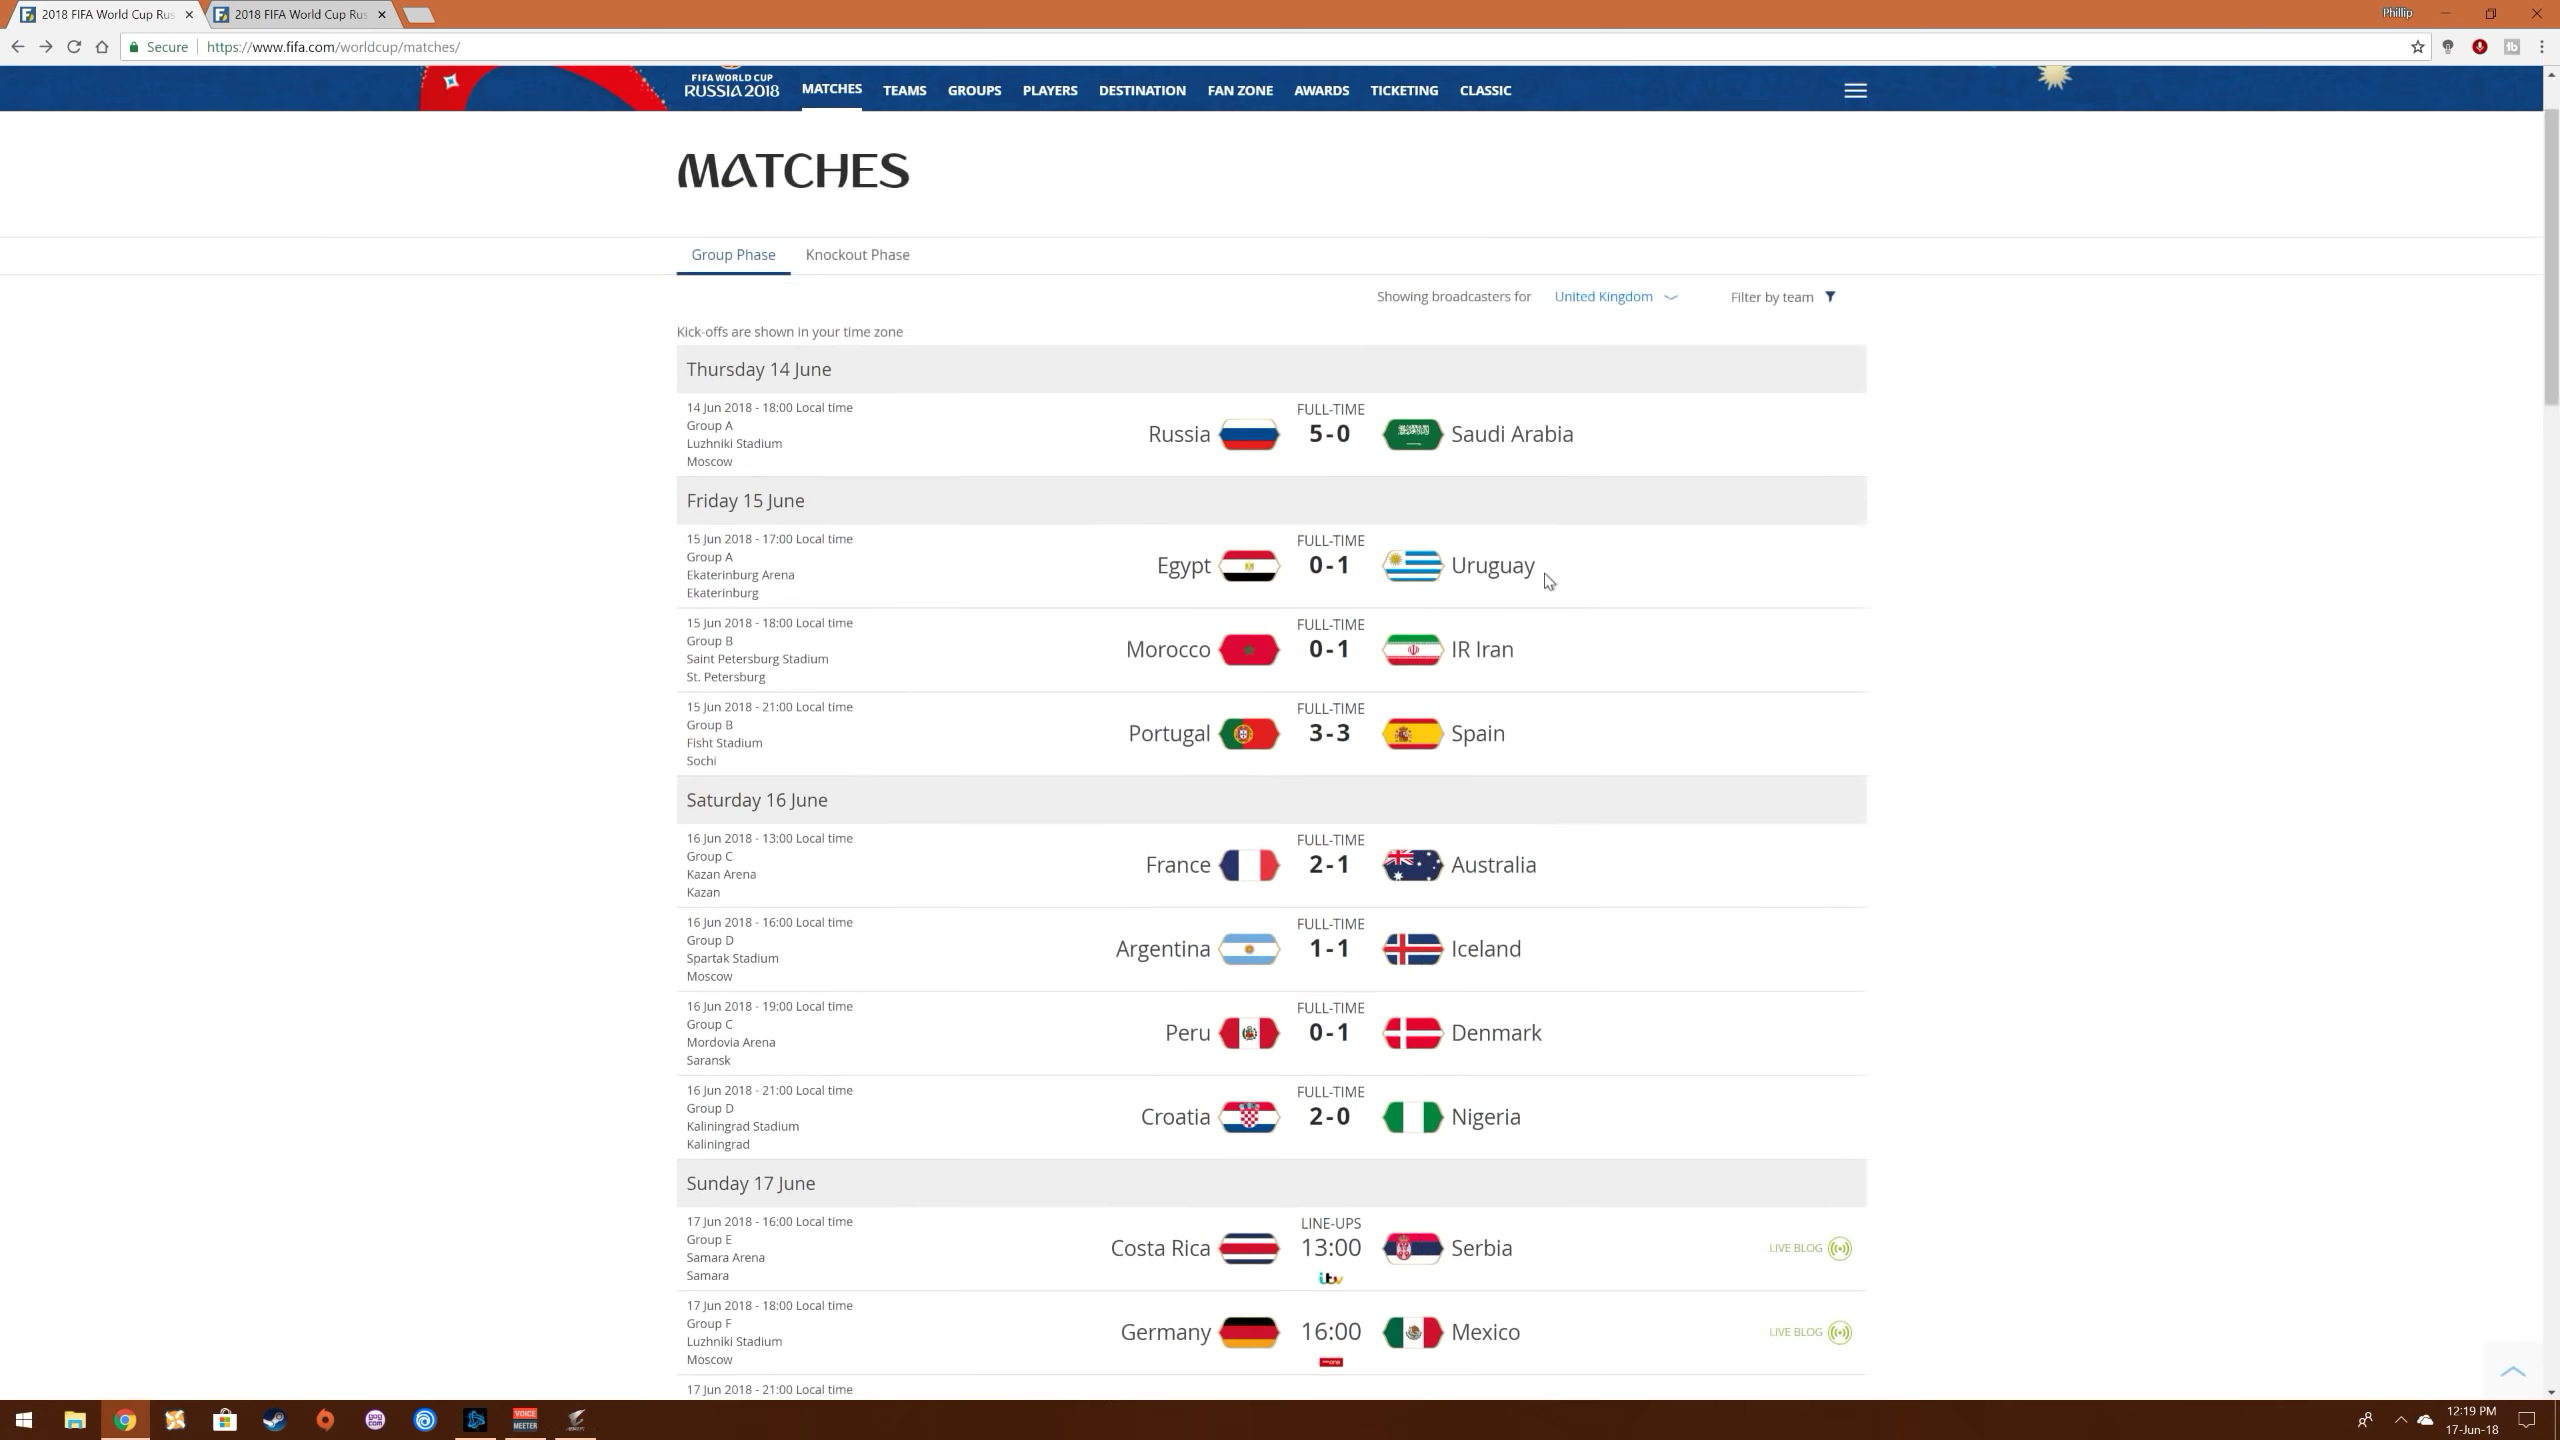 2018 FIFA World Cup Rus
2018 FIFA World Cup Rus
Phillip
Secure https://www.fifa.com/worldcup/matches/
FIFA WORLD CUP
RUSSIA 2018
MATCHES TEAMS GROUPS PLAYERS DESTINATION FAN ZONE AWARDS TICKETING CLASSIC
MATCHES
Group Phase Knockout Phase
Showing broadcasters for United Kingdom Filter by team
Kick-offs are shown in your time zone
Thursday 14 June
14 Jun 2018 - 18:00 Local time
Group A
Luzhniki Stadium
Moscow
FULL-TIME
Russia 5-0 Saudi Arabia
Friday 15 June
15 Jun 2018 - 17:00 Local time
Group A
Ekaterinburg Arena
Ekaterinburg
FULL-TIME
Egypt 0-1 Uruguay
15 Jun 2018 - 18:00 Local time
Group B
Saint Petersburg Stadium
St. Petersburg
FULL-TIME
Morocco 0-1 IR Iran
15 Jun 2018 - 21:00 Local time
Group B
Fisht Stadium
Sochi
FULL-TIME
Portugal 3-3 Spain
Saturday 16 June
16 Jun 2018 - 13:00 Local time
Group C
Kazan Arena
Kazan
FULL-TIME
France 2-1 Australia
16 Jun 2018 - 16:00 Local time
Group D
Spartak Stadium
Moscow
FULL-TIME
Argentina 1-1 Iceland
16 Jun 2018 - 19:00 Local time
Group C
Mordovia Arena
Saransk
FULL-TIME
Peru 0-1 Denmark
16 Jun 2018 - 21:00 Local time
Group D
Kaliningrad Stadium
Kaliningrad
FULL-TIME
Croatia 2-0 Nigeria
Sunday 17 June
17 Jun 2018 - 16:00 Local time
Group E
Samara Arena
Samara
LINE-UPS
Costa Rica 13:00 Serbia
itv
LIVE BLOG
17 Jun 2018 - 18:00 Local time
Group F
Luzhniki Stadium
Moscow
Germany 16:00 Mexico
LIVE BLOG
17 Jun 2018 - 21:00 Local time
VOICE
MEETER
12:19 PM
17-Jun-18